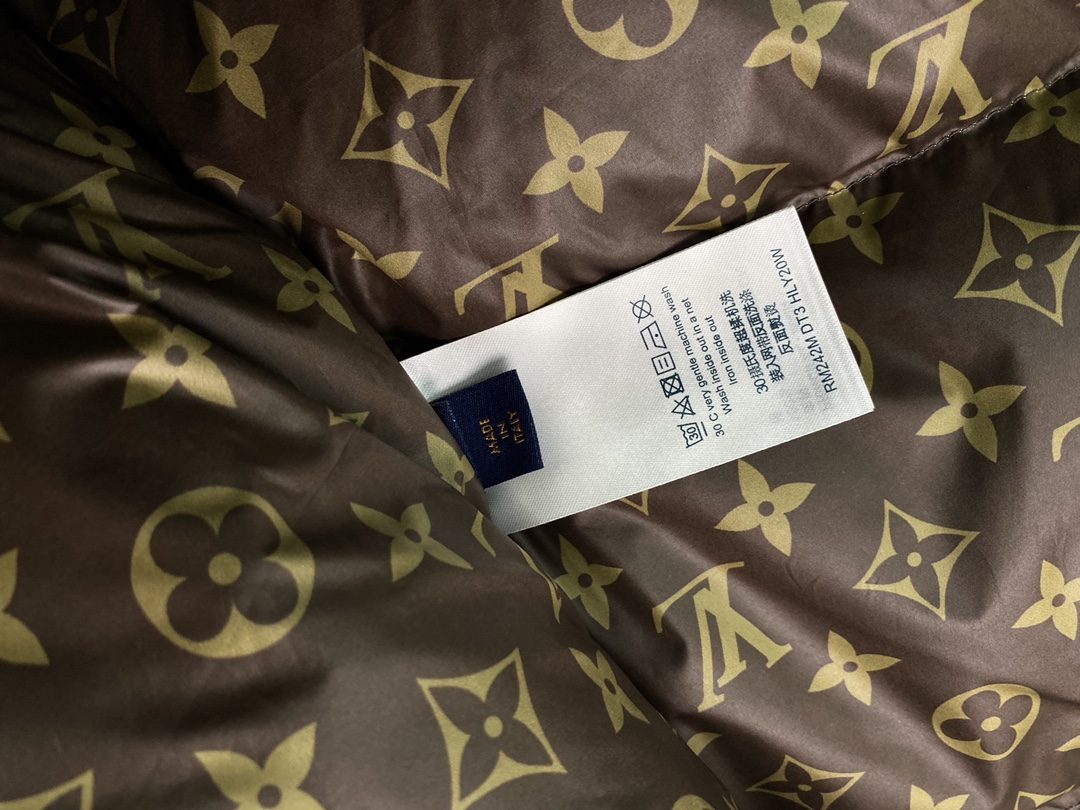 MADE
IN
ITALY
30
30 C very gentle machine wash
Wash inside out in a net
Iron inside out
30摄氏度超柔机洗
装入网袋反面洗涤
反面熨烫
RM242M DT3 HLY20W